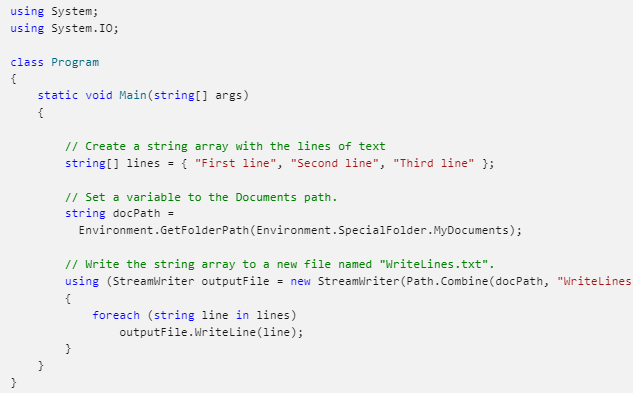 using System;
using System.IO;

class Program
{
    static void Main(string[] args)
    {

        // Create a string array with the lines of text
        string[] lines = { "First line", "Second line", "Third line" };

        // Set a variable to the Documents path.
        string docPath =
          Environment.GetFolderPath(Environment.SpecialFolder.MyDocuments);

        // Write the string array to a new file named "WriteLines.txt".
        using (StreamWriter outputFile = new StreamWriter(Path.Combine(docPath, "WriteLines
        {
            foreach (string line in lines)
                outputFile.WriteLine(line);
        }
    }
}